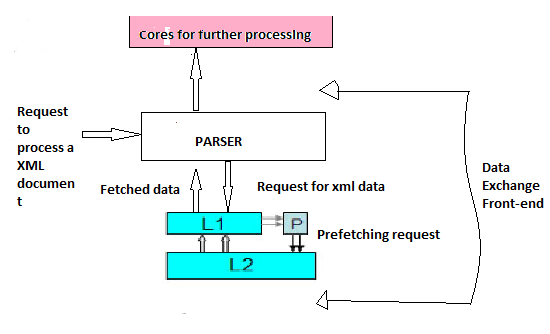 Cores for further processing
Request
to
process a
XML
documen
t
PARSER
Fetched data
Request for xml data
Data
Exchange
Front-end
L1
P
Prefetching request
L2